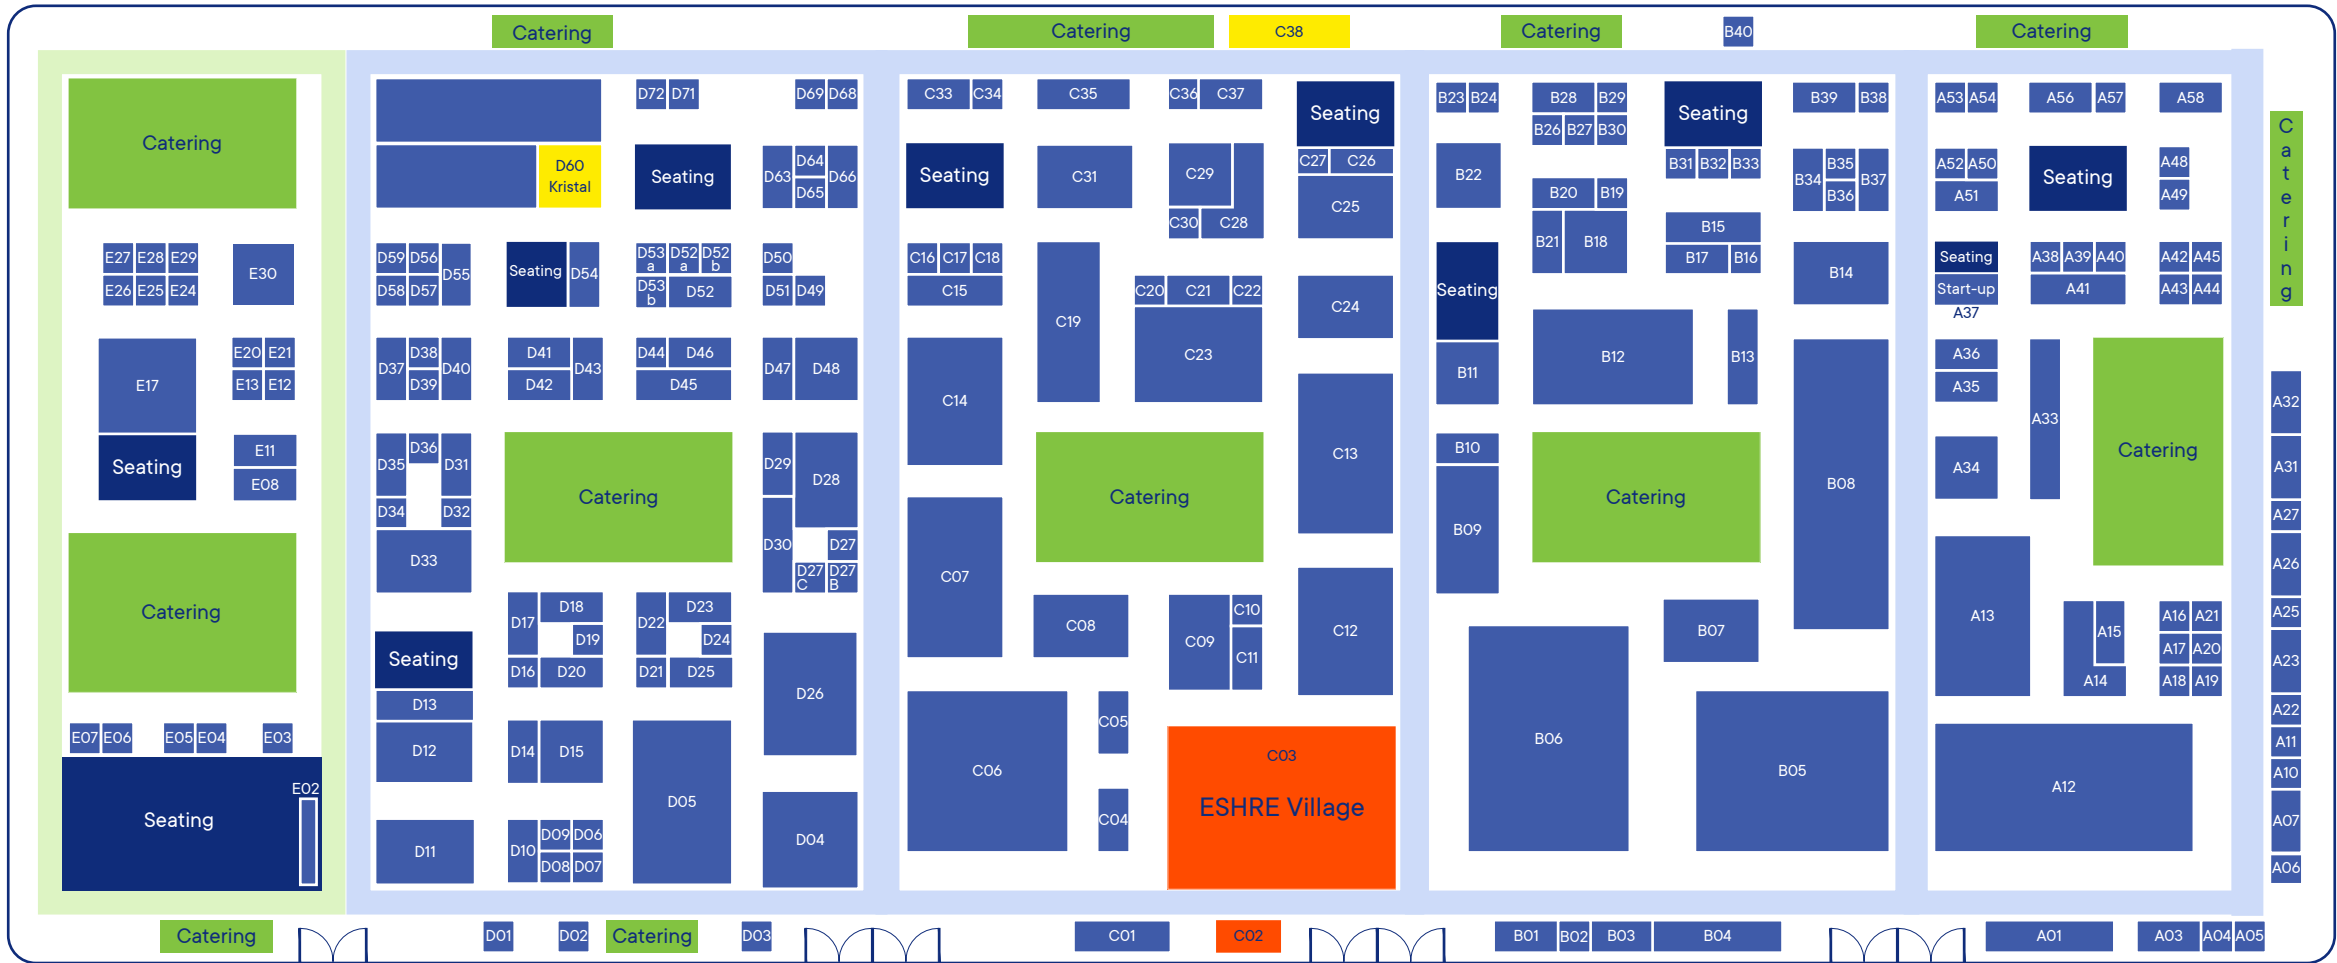 Catering
Catering
C38
Catering
B40
Catering
Catering
E27
E28
E29
E30
E26
E25
E24
E17
E20
E21
E13
E12
Seating
E11
E08
Catering
E07
E06
E05
E04
E03
Seating
E02
Catering
D72
D71
D69
D68
D60
Kristal
Seating
D63
D64
D65
D66
D59
D56
D55
D58
D57
Seating
D54
D53
a
D52
a
D52
b
D53
b
D52
D50
D51
D49
D37
D38
D39
D40
D41
D42
D43
D44
D46
D45
D47
D48
D35
D36
D31
D34
D32
D33
Catering
D29
D28
D30
D27
D27
C
D27
B
D17
D18
D19
D16
D20
D22
D23
D24
D21
D25
Seating
D13
D12
D14
D15
D26
D05
D11
D10
D09
D06
D08
D07
D04
D01
D02
Catering
D03
C33
C34
C35
C36
C37
Seating
Seating
C31
C29
C30
C28
C27
C26
C25
C16
C17
C18
C15
C19
C20
C21
C22
C23
C24
C14
C13
Catering
C07
C08
C09
C10
C11
C12
C06
C05
C04
C03
ESHRE Village
C01
C02
B23
B24
B28
B29
B26
B27
B30
Seating
B39
B38
B22
B31
B32
B33
B34
B35
B36
B37
B20
B19
B21
B18
B15
B17
B16
B14
Seating
B12
B13
B11
B10
B09
Catering
B08
B07
B06
B05
B01
B02
B03
B04
A53
A54
A56
A57
A58
A52
A50
A51
Seating
A48
A49
Seating
Start-up
A37
A38
A39
A40
A41
A42
A45
A43
A44
A36
A35
A33
A34
Catering
A13
A15
A14
A16
A21
A17
A20
A18
A19
A12
Catering
A32
A31
A27
A26
A25
A23
A22
A11
A10
A07
A06
A01
A03
A04
A05